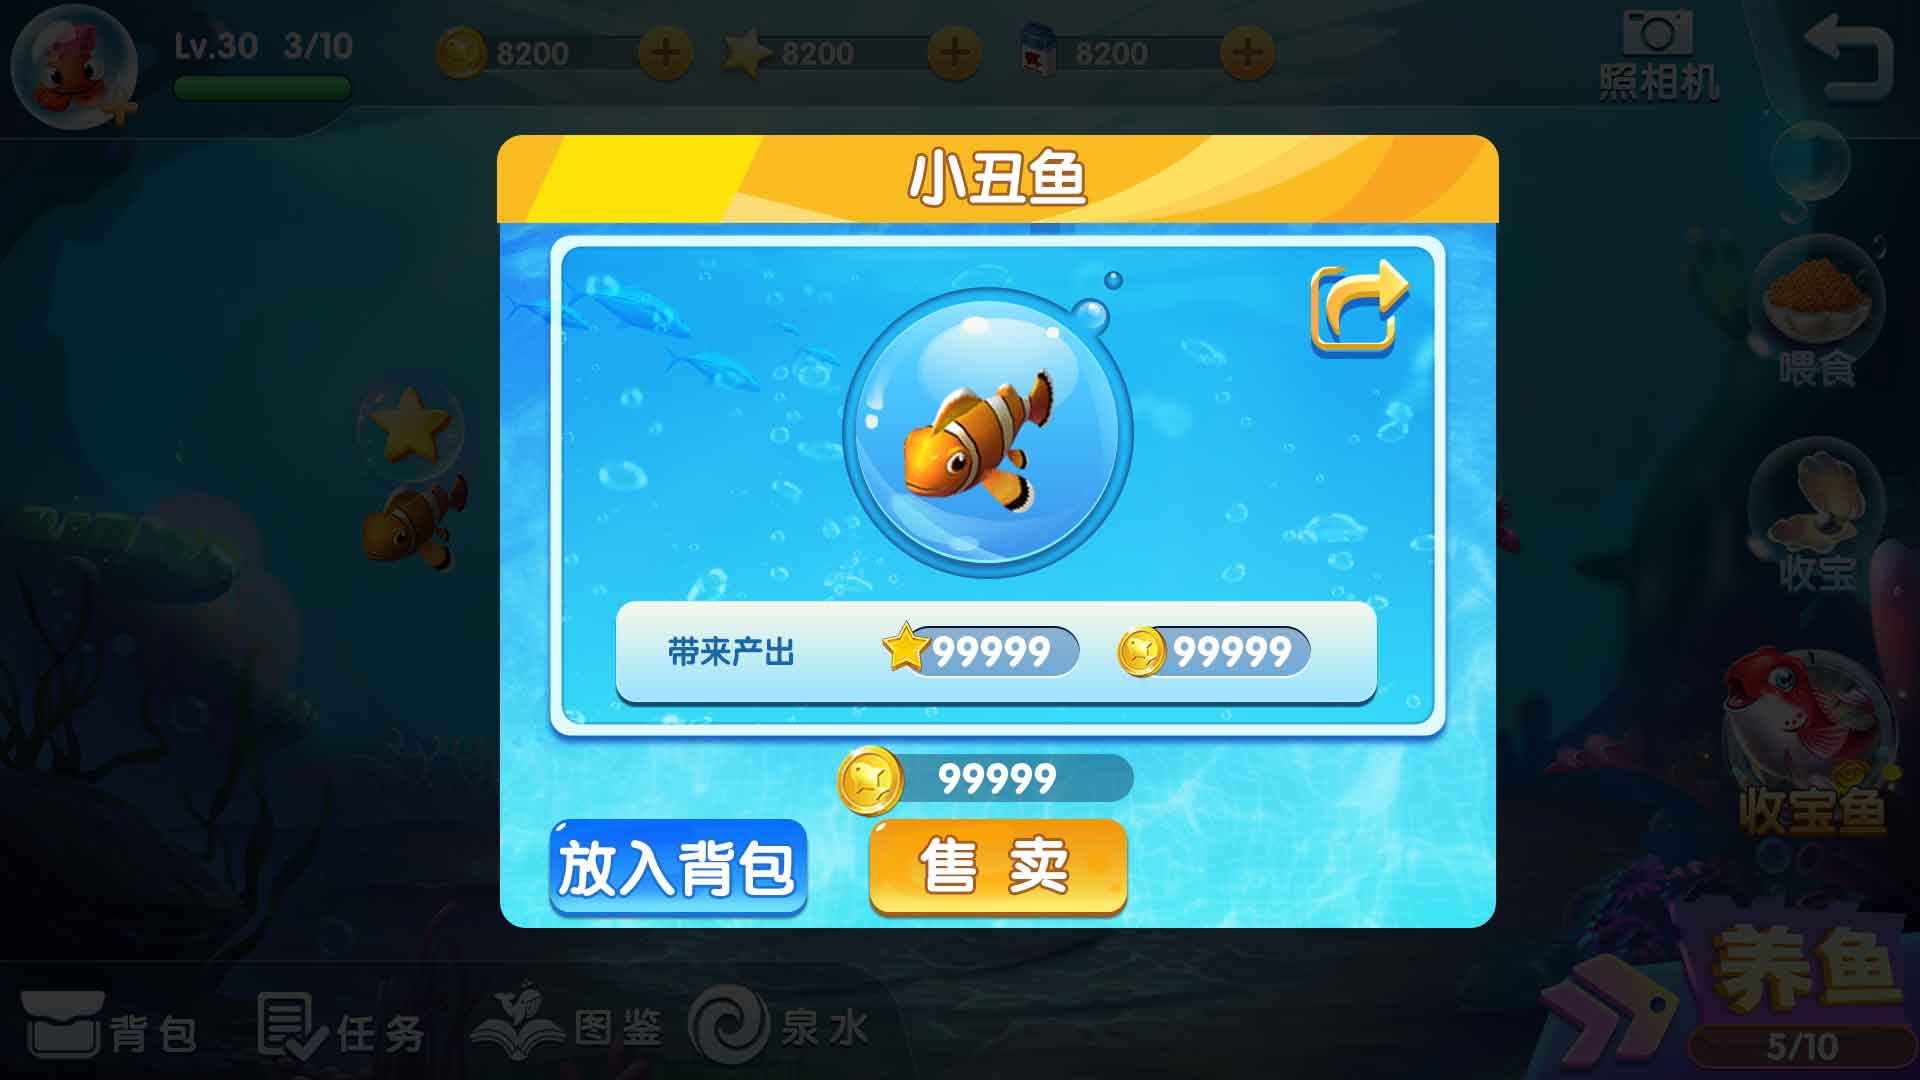 Lv.30 3/10
8200
8200
8200
照相机
小丑鱼
喂食
收宝
带来产出 99999 99999
99999
收宝鱼
放入背包
售卖
养鱼
5/10
背包
任务
图鉴
泉水